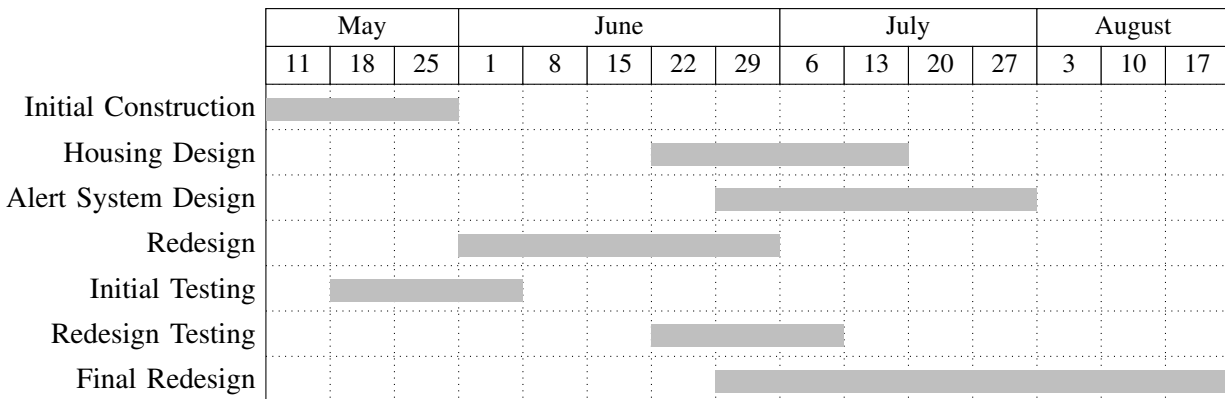 May June July August
11 18 25 1 8 15 22 29 6 13 20 27 3 10 17
Initial Construction
Housing Design
Alert System Design
Redesign
Initial Testing
Redesign Testing
Final Redesign